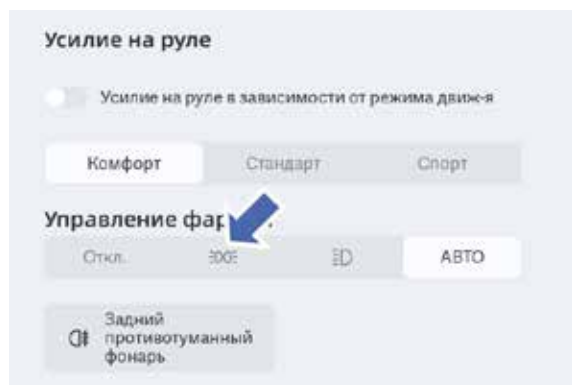 Усилие на руле
Усилие на руле в зависимости от режима движ-я
Комфорт Стандарт Спорт
Управление
Откл. АВТО
Задний
противотуманный
фонарь